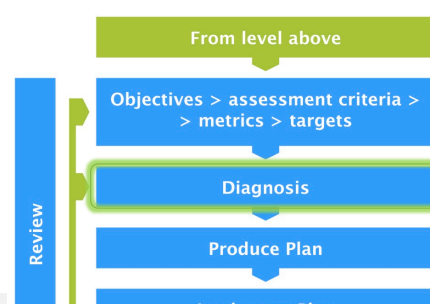 From level above
Objectives > assessment criteria >
> metrics > targets
Diagnosis
Review
Produce Plan